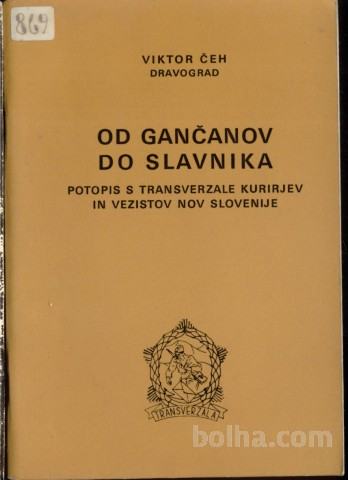 869
VIKTOR ČEH
DRAVOGRAD
OD GANČANOV
DO SLAVNIKA
POTOPIS S TRANSVERZALE KURIRJEV
IN VEZISTOV NOV SLOVENIJE
TRANSVERZALA
bolha.com